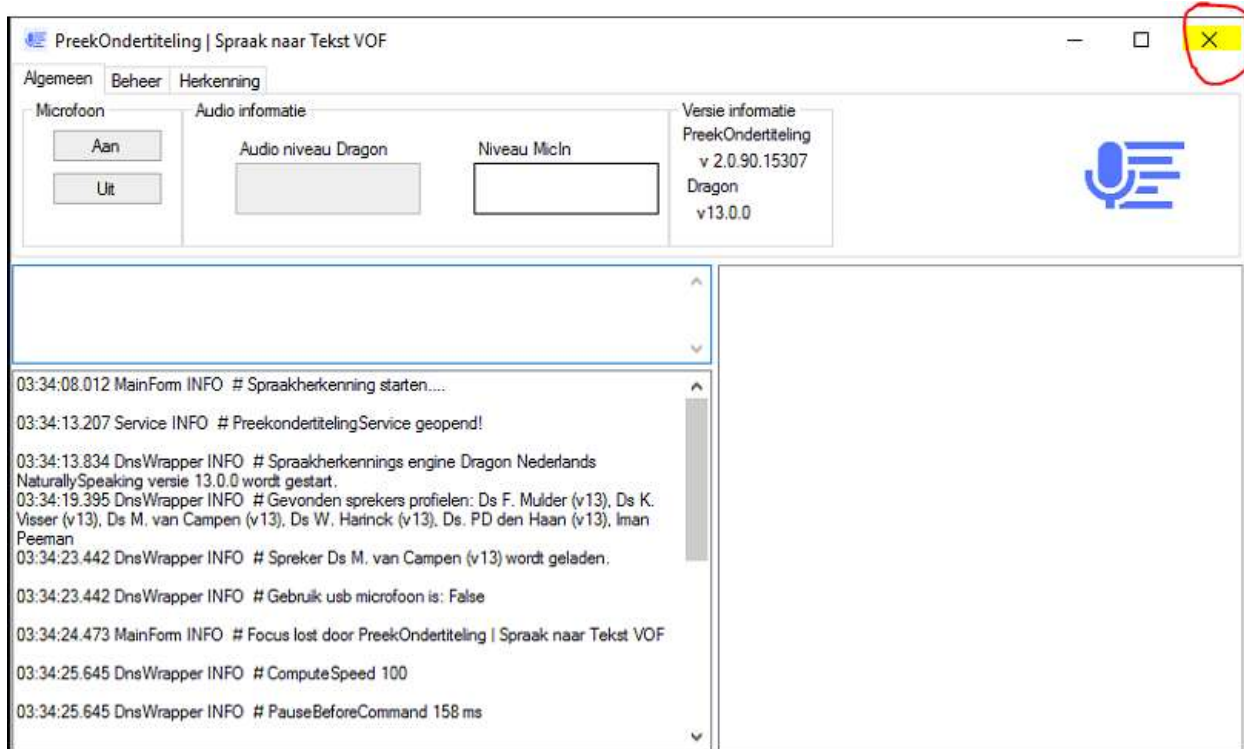 PreekOndertiteling | Spraak naar Tekst VOF
Algemeen Beheer Herkenning
Microfoon
Aan
Uit
Audio informatie
Audio niveau Dragon
Niveau MicIn
Versie informatie
PreekOndertiteling
v 2.0.90.15307
Dragon
v13.0.0
03:34:08.012 MainForm INFO # Spraakherkenning starten....
03:34:13.207 Service INFO # PreekondertitelingService geopend!
03:34:13.834 DnsWrapper INFO # Spraakherkennings engine Dragon Nederlands
NaturallySpeaking versie 13.0.0 wordt gestart.
03:34:19.395 DnsWrapper INFO # Gevonden sprekers profielen: Ds F. Mulder (v13), Ds K.
Visser (v13), Ds M. van Campen (v13), Ds W. Harinck (v13), Ds. PD den Haan (v13), Iman
Peeman
03:34:23.442 DnsWrapper INFO # Spreker Ds M. van Campen (v13) wordt geladen.
03:34:23.442 DnsWrapper INFO # Gebruik usb microfoon is: False
03:34:24.473 MainForm INFO # Focus lost door PreekOndertiteling | Spraak naar Tekst VOF
03:34:25.645 DnsWrapper INFO # ComputeSpeed 100
03:34:25.645 DnsWrapper INFO # PauseBeforeCommand 158 ms